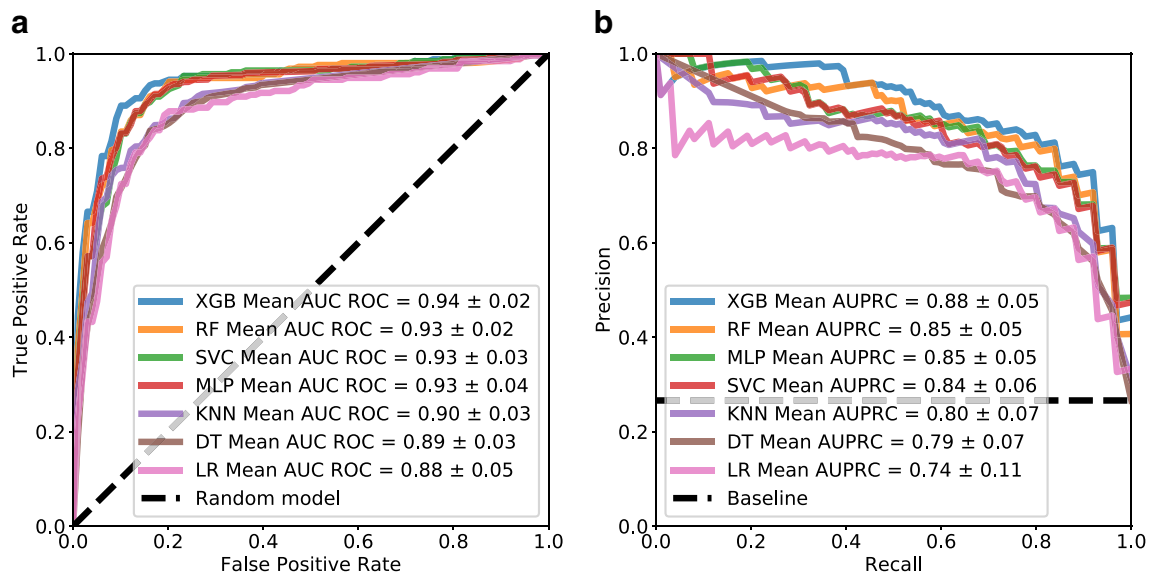 a
1.0
0.8
0.6
0.4
0.2
0.0
True Positive Rate
XGB Mean AUC ROC = 0.94 ± 0.02
RF Mean AUC ROC = 0.93 ± 0.02
SVC Mean AUC ROC = 0.93 ± 0.03
MLP Mean AUC ROC = 0.93 ± 0.04
KNN Mean AUC ROC = 0.90 ± 0.03
DT Mean AUC ROC = 0.89 ± 0.03
LR Mean AUC ROC = 0.88 ± 0.05
Random model
0.0 0.2 0.4 0.6 0.8 1.0
False Positive Rate
b
1.0
0.8
0.6
0.4
0.2
0.0
Precision
XGB Mean AUPRC = 0.88 ± 0.05
RF Mean AUPRC = 0.85 ± 0.05
MLP Mean AUPRC = 0.85 ± 0.05
SVC Mean AUPRC = 0.84 ± 0.06
KNN Mean AUPRC = 0.80 ± 0.07
DT Mean AUPRC = 0.79 ± 0.07
LR Mean AUPRC = 0.74 ± 0.11
Baseline
0.0 0.2 0.4 0.6 0.8 1.0
Recall